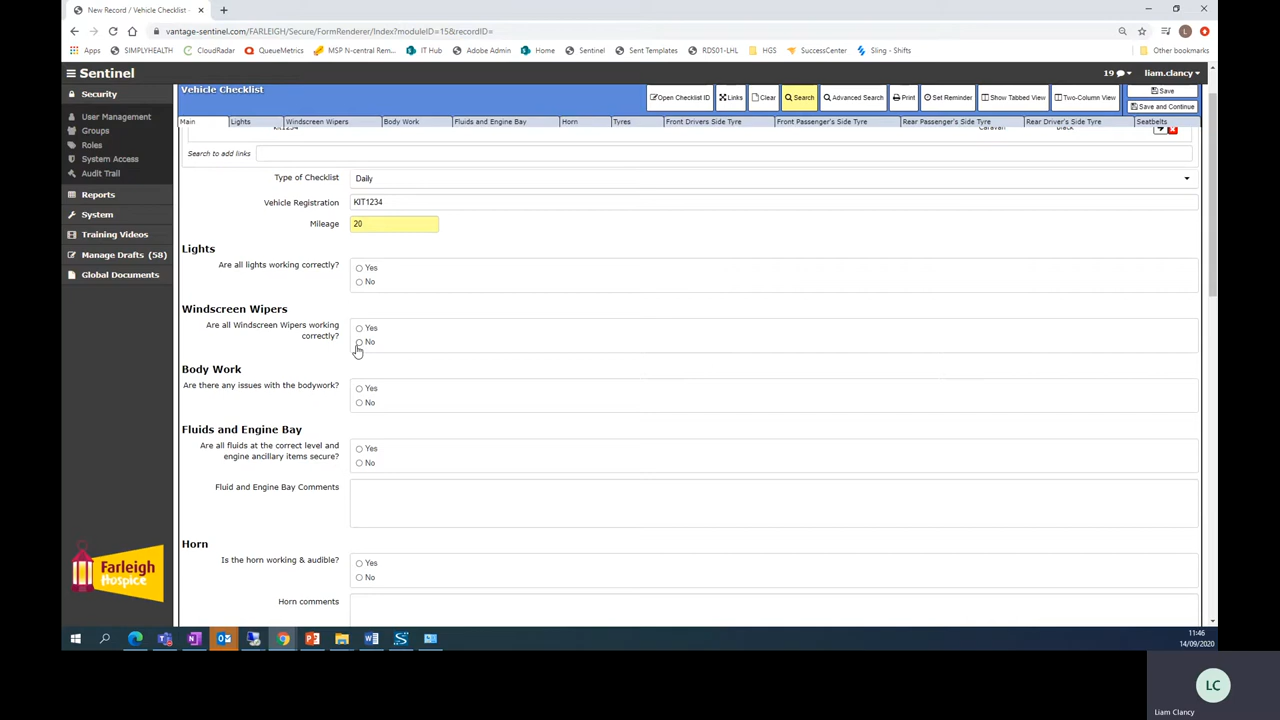 New Record / Vehicle Checklist
vantage-sentinel.com/FARLEIGH/Secure/FormRenderer/Index?moduleID=15&recordID=
Apps SIMPLYHEALTH CloudRadar QueueMetrics MSP N-central Rem... IT Hub Adobe Admin Home Sentinel Sent Templates RDS01-LHL HGS SuccessCenter Sling - Shifts Other bookmarks
Sentinel 19 liam.clancy
Security
User Management
Groups
Roles
System Access
Audit Trail
Reports
System
Training Videos
Manage Drafts (58)
Global Documents
Farleigh
Hospice
Vehicle Checklist
Open Checklist ID Links Clear Search Advanced Search Print Set Reminder Show Tabbed View Two-Column View Save
Save and Continue
Main Lights Windscreen Wipers Body Work Fluids and Engine Bay Horn Tyres Front Drivers Side Tyre Front Passenger's Side Tyre Rear Passenger's Side Tyre Rear Driver's Side Tyre Seatbelts
KIT1234 Caravan Black
Search to add links
Type of Checklist Daily
Vehicle Registration KIT1234
Mileage 20
Lights
Are all lights working correctly? Yes
No
Windscreen Wipers
Are all Windscreen Wipers working correctly? Yes
No
Body Work
Are there any issues with the bodywork? Yes
No
Fluids and Engine Bay
Are all fluids at the correct level and engine ancillary items secure? Yes
No
Fluid and Engine Bay Comments
Horn
Is the horn working & audible? Yes
No
Horn comments
11:46
14/09/2020
LC
Liam Clancy